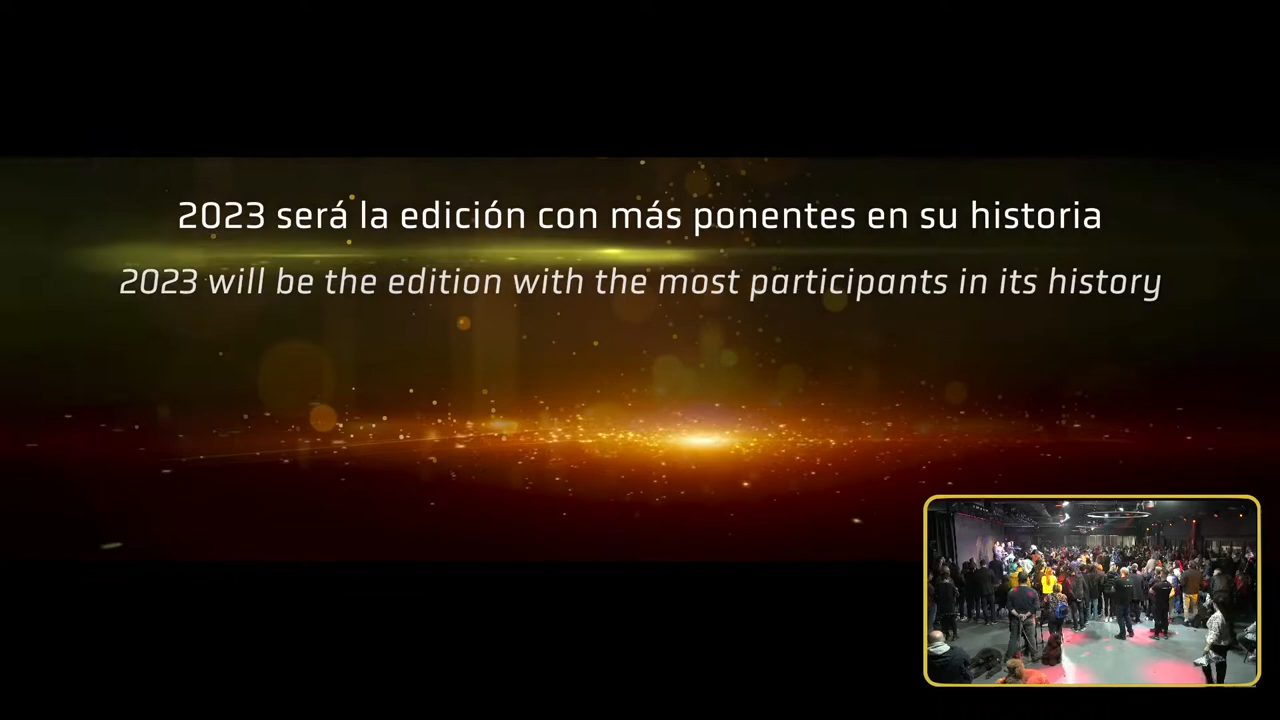 2023 será la edición con más ponentes en su historia
2023 will be the edition with the most participants in its history